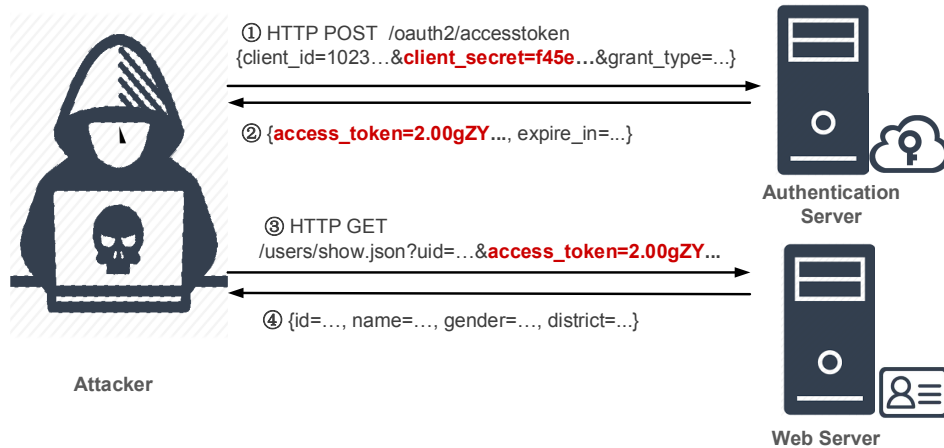 ① HTTP POST /oauth2/accesstoken
{client_id=1023…&client_secret=f45e…&grant_type=...}
② {access_token=2.00gZY..., expire_in=...}
Authentication
Server
③ HTTP GET
/users/show.json?uid=…&access_token=2.00gZY...
④ {id=…, name=…, gender=…, district=...}
Attacker
Web Server